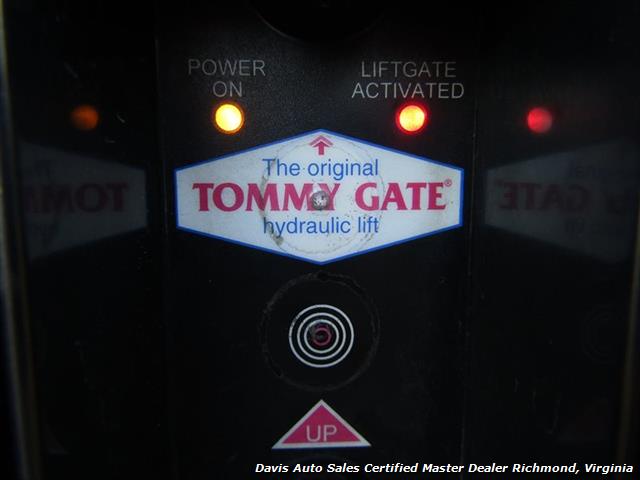 POWER ON
LIFTGATE ACTIVATED
The original
TOMMY GATE®
hydraulic lift
UP
Davis Auto Sales Certified Master Dealer Richmond, Virginia